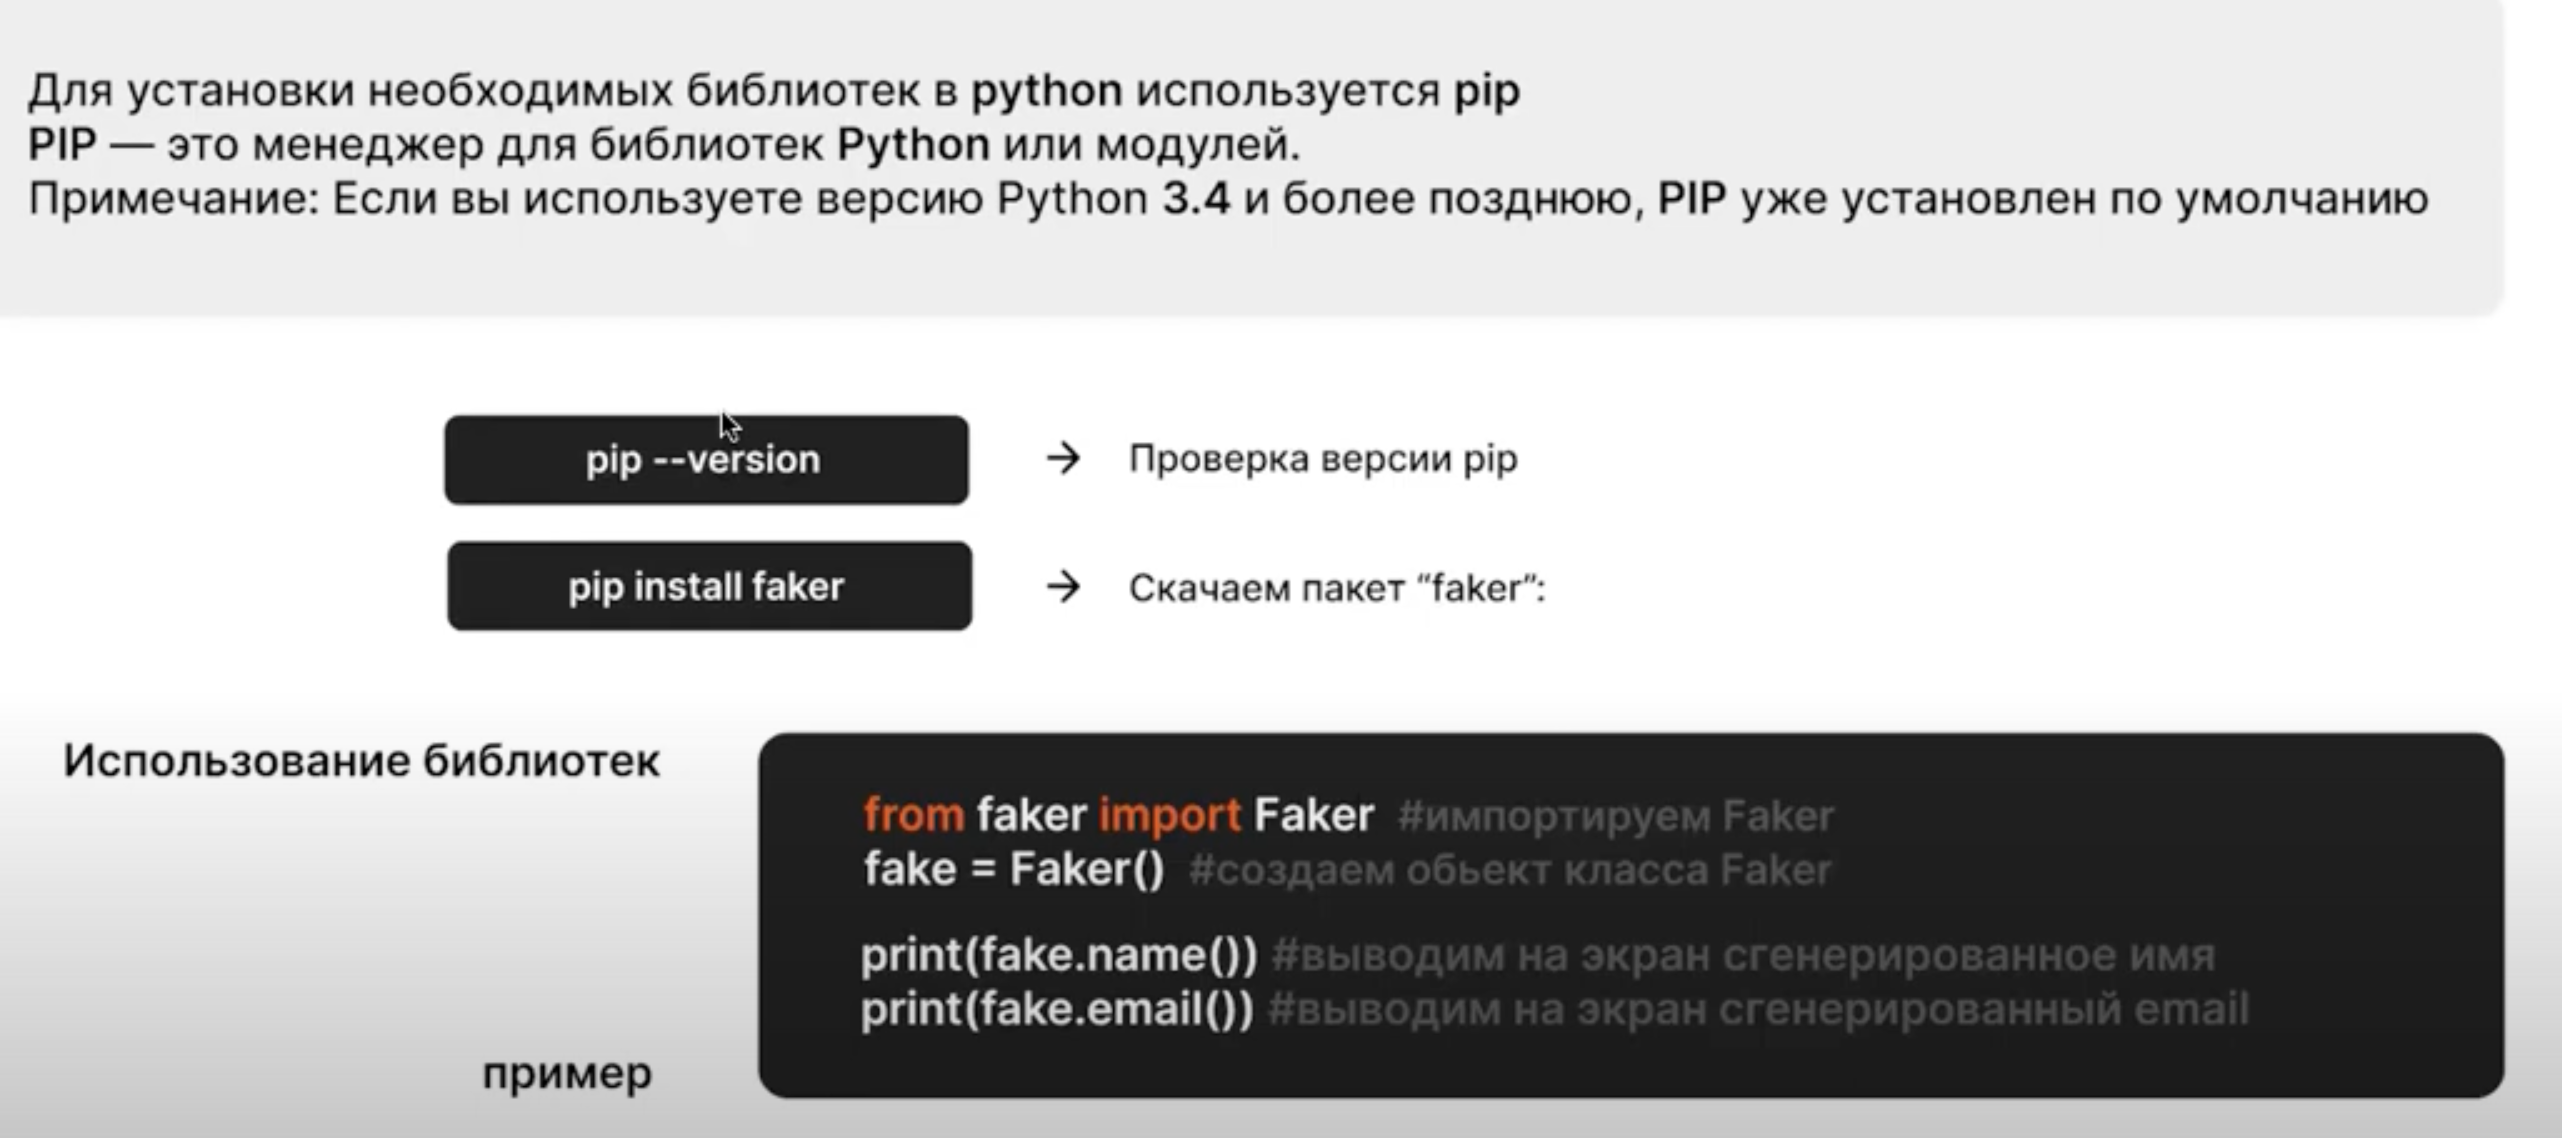 Для установки необходимых библиотек в python используется pip
PIP — это менеджер для библиотек Python или модулей.
Примечание: Если вы используете версию Python 3.4 и более позднюю, PIP уже установлен по умолчанию
pip --version → Проверка версии pip
pip install faker → Скачаем пакет “faker”:
Использование библиотек
from faker import Faker #импортируем Faker
fake = Faker() #создаем обьект класса Faker
print(fake.name()) #выводим на экран сгенерированное имя
print(fake.email()) #выводим на экран сгенерированный email
пример